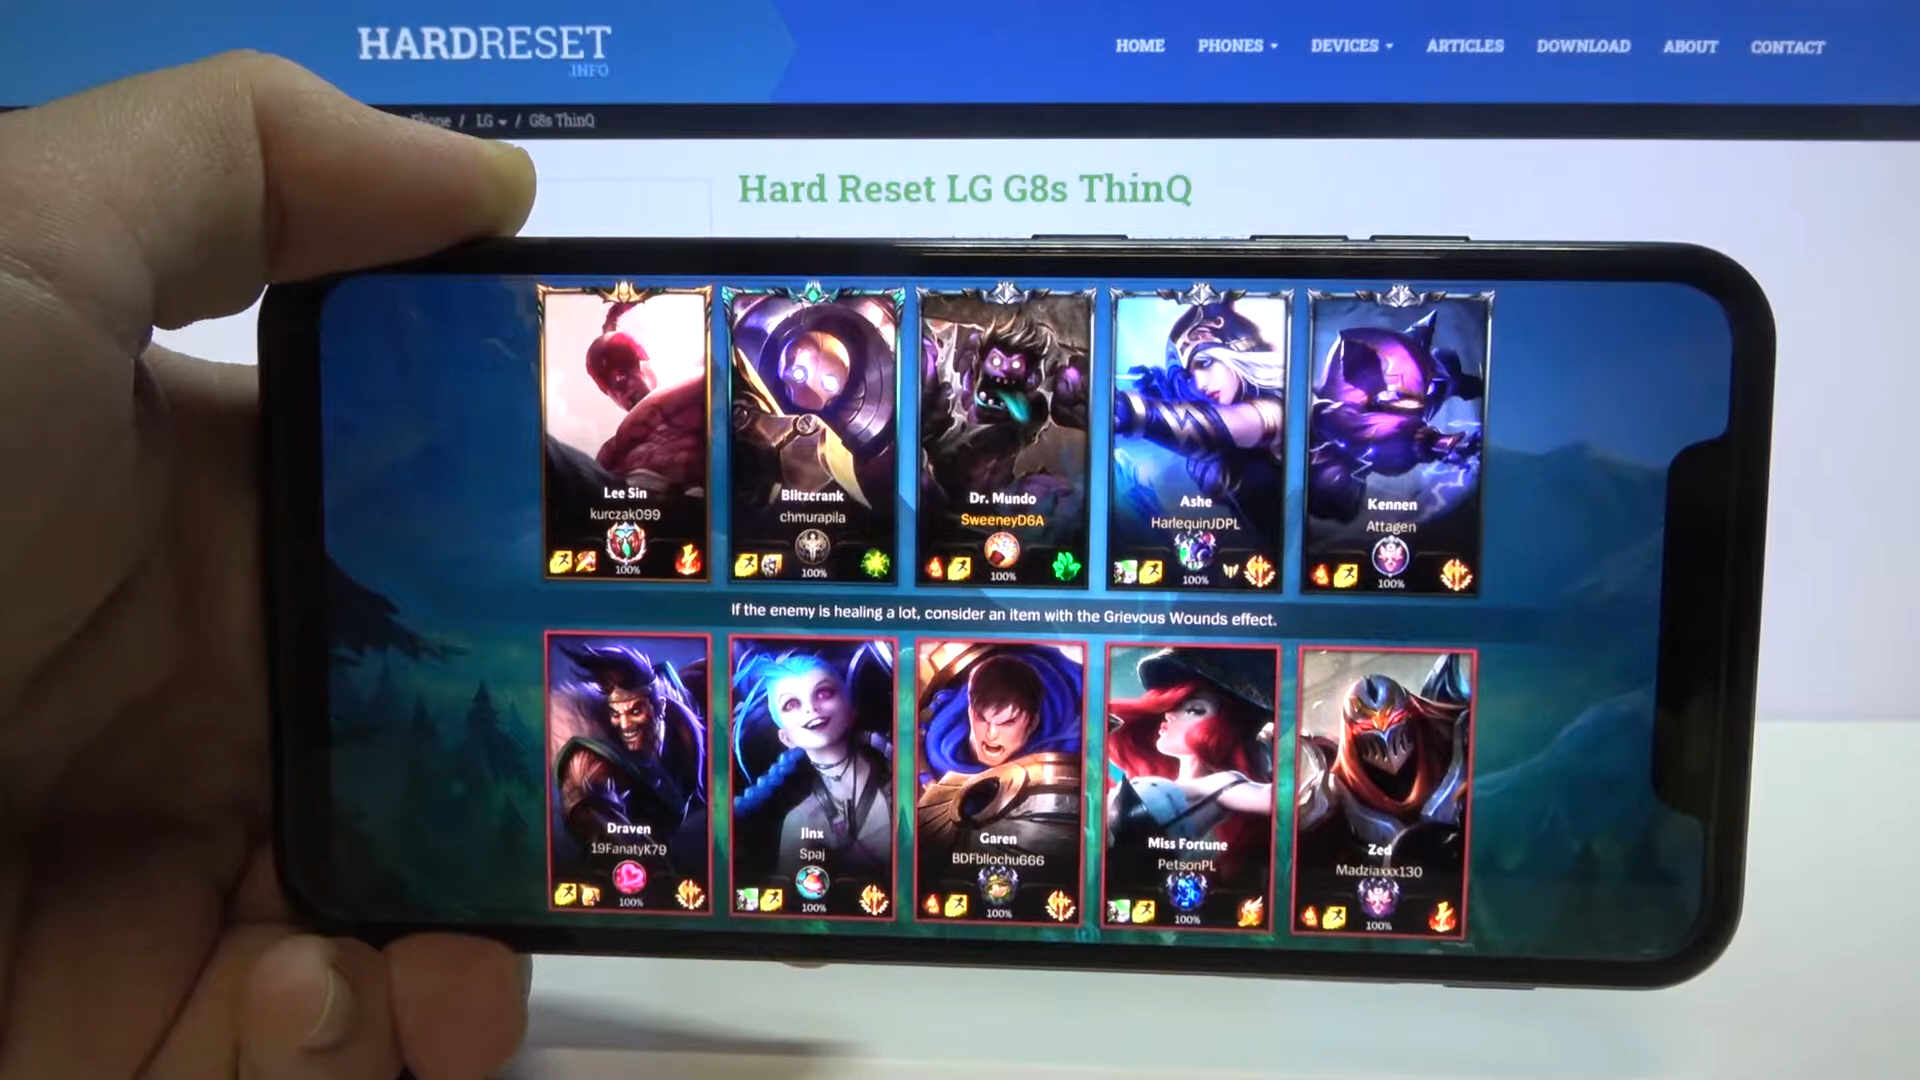 HARDRESET
.INFO
HOME PHONES DEVICES ARTICLES DOWNLOAD ABOUT CONTACT
Phone / LG / G8s ThinQ
Hard Reset LG G8s ThinQ
Lee Sin
kurczak099
100%
Blitzcrank
chmurapila
100%
Dr. Mundo
SweeneyD6A
100%
Ashe
HarlequinJDPL
100%
Kennen
Attagen
100%
If the enemy is healing a lot, consider an item with the Grievous Wounds effect.
Draven
19FanatyK79
100%
Jinx
Spaj
100%
Garen
BDFbllochu666
100%
Miss Fortune
PetsonPL
100%
Zed
Madziaxxx130
100%